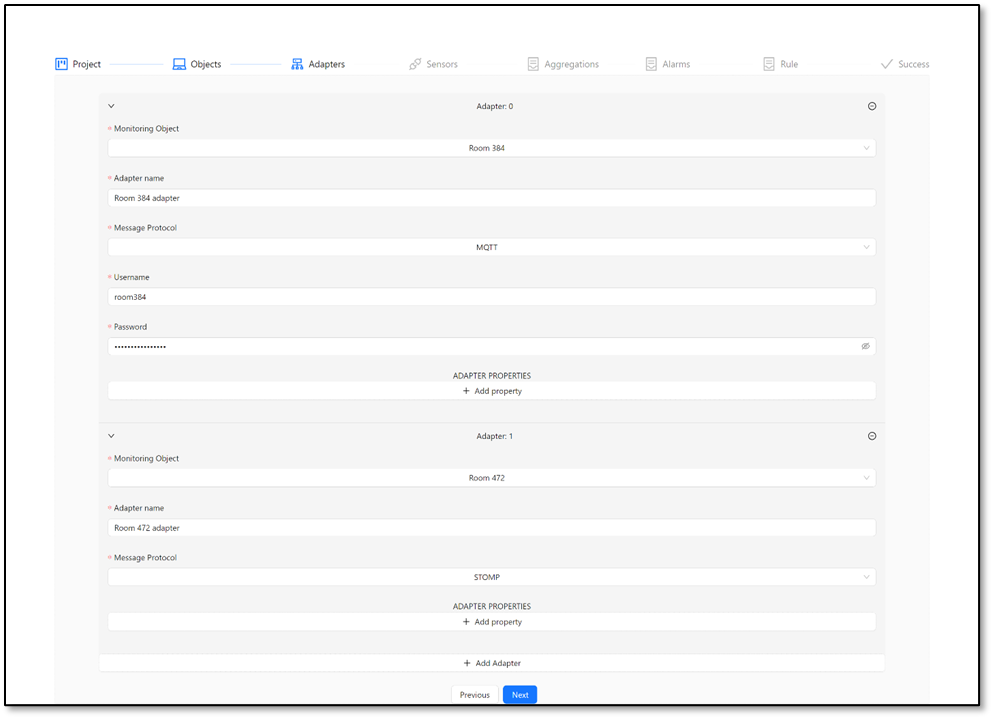 Project Objects Adapters Sensors Aggregations Alarms Rule Success
Adapter: 0
* Monitoring Object
Room 384
* Adapter name
Room 384 adapter
* Message Protocol
MQTT
* Username
room384
* Password
••••••••••••••••
ADAPTER PROPERTIES
+ Add property
Adapter: 1
* Monitoring Object
Room 472
* Adapter name
Room 472 adapter
* Message Protocol
STOMP
ADAPTER PROPERTIES
+ Add property
+ Add Adapter
Previous Next